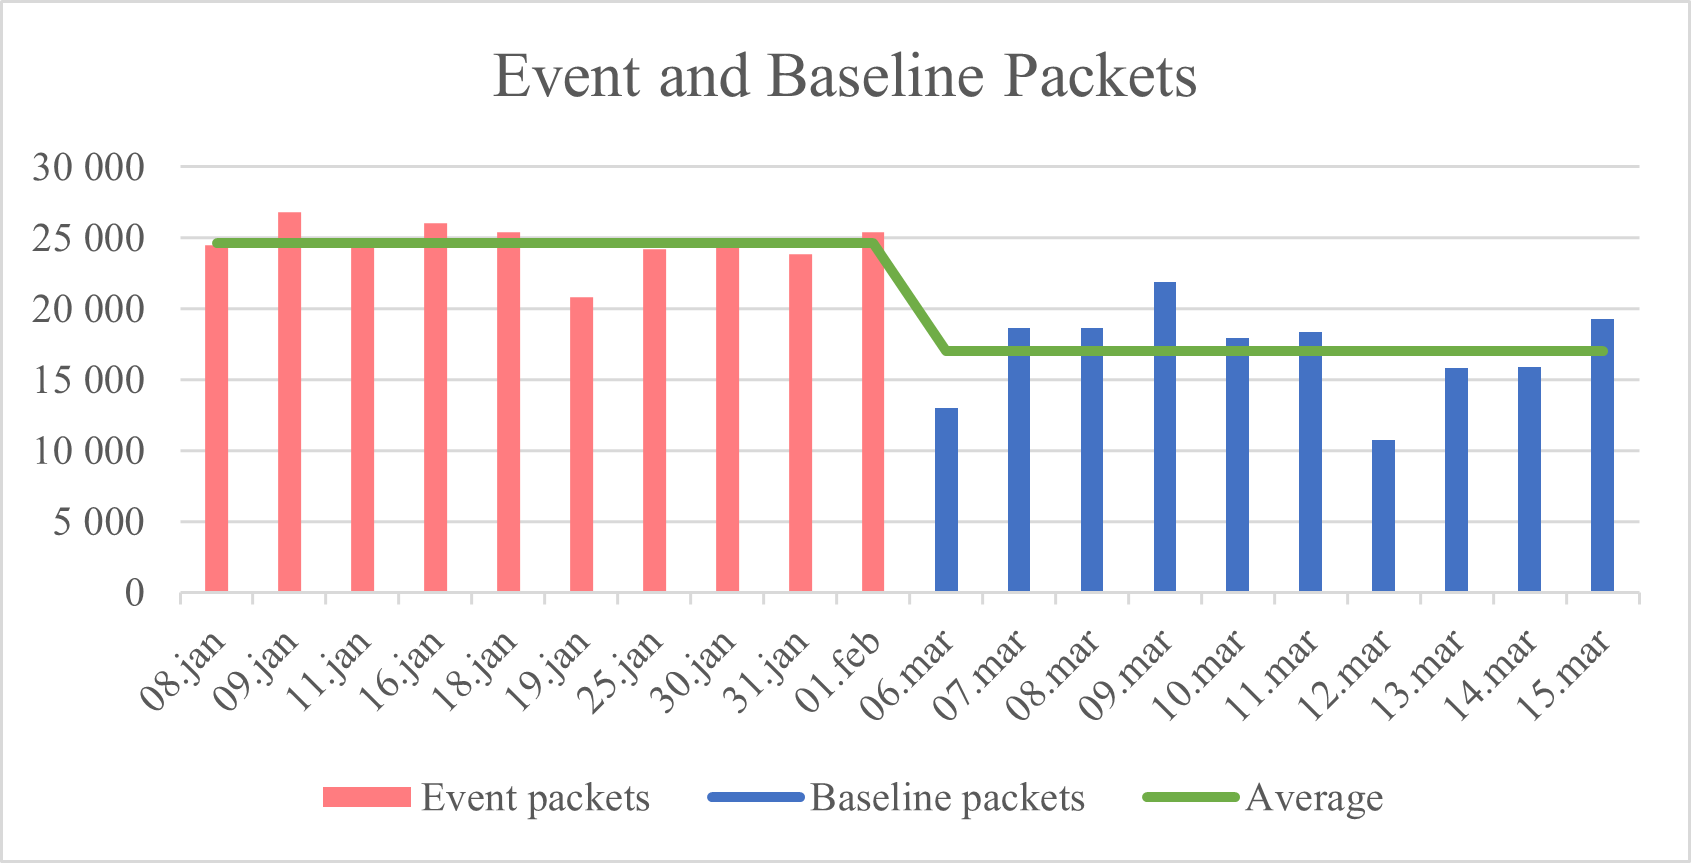 Event and Baseline Packets
30 000
25 000
20 000
15 000
10 000
5 000
0
08.jan 09.jan 11.jan 16.jan 18.jan 19.jan 25.jan 30.jan 31.jan 01.feb 06.mar 07.mar 08.mar 09.mar 10.mar 11.mar 12.mar 13.mar 14.mar 15.mar
Event packets Baseline packets Average